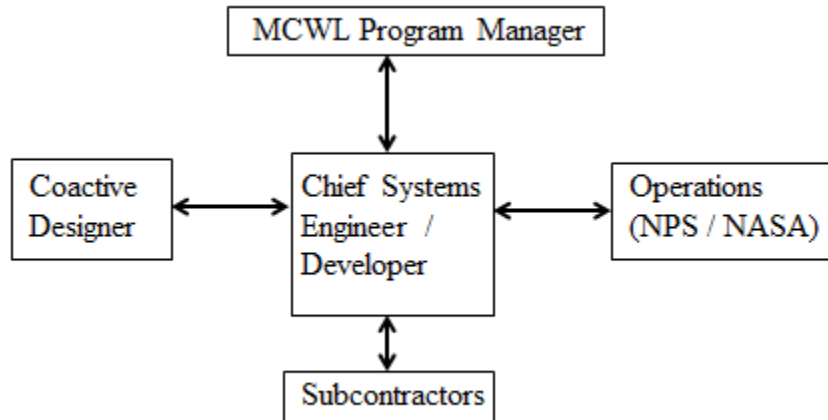 MCWL Program Manager
Coactive
Designer
Chief Systems
Engineer /
Developer
Operations
(NPS / NASA)
Subcontractors